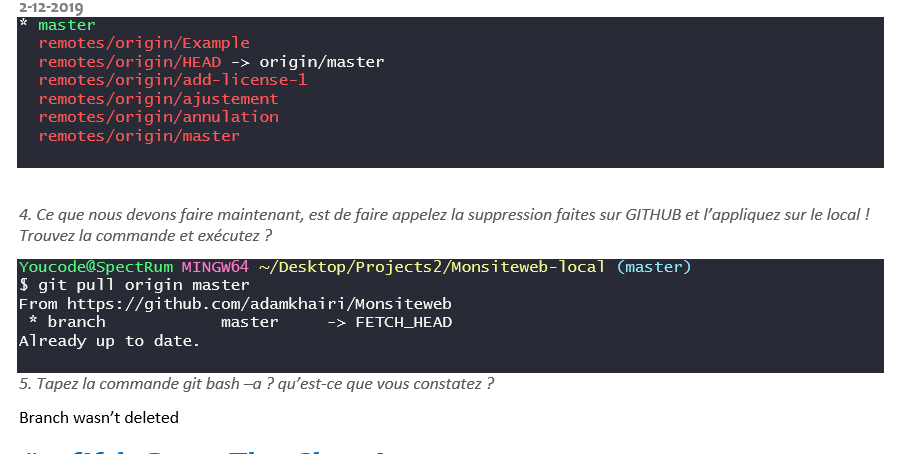 2-12-2019
* master
remotes/origin/Example
remotes/origin/HEAD -> origin/master
remotes/origin/add-license-1
remotes/origin/ajustement
remotes/origin/annulation
remotes/origin/master
4. Ce que nous devons faire maintenant, est de faire appelez la suppression faites sur GITHUB et l’appliquez sur le local !
Trouvez la commande et exécutez ?
Youcode@SpectRum MINGW64 ~/Desktop/Projects2/Monsiteweb-local (master)
$ git pull origin master
From https://github.com/adamkhairi/Monsiteweb
* branch master -> FETCH_HEAD
Already up to date.
5. Tapez la commande git bash –a ? qu’est-ce que vous constatez ?
Branch wasn’t deleted